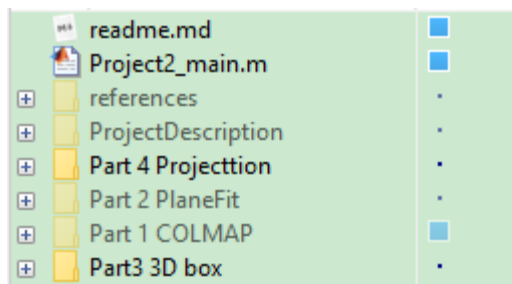 readme.md
Project2_main.m
references
ProjectDescription
Part 4 Projecttion
Part 2 PlaneFit
Part 1 COLMAP
Part3 3D box